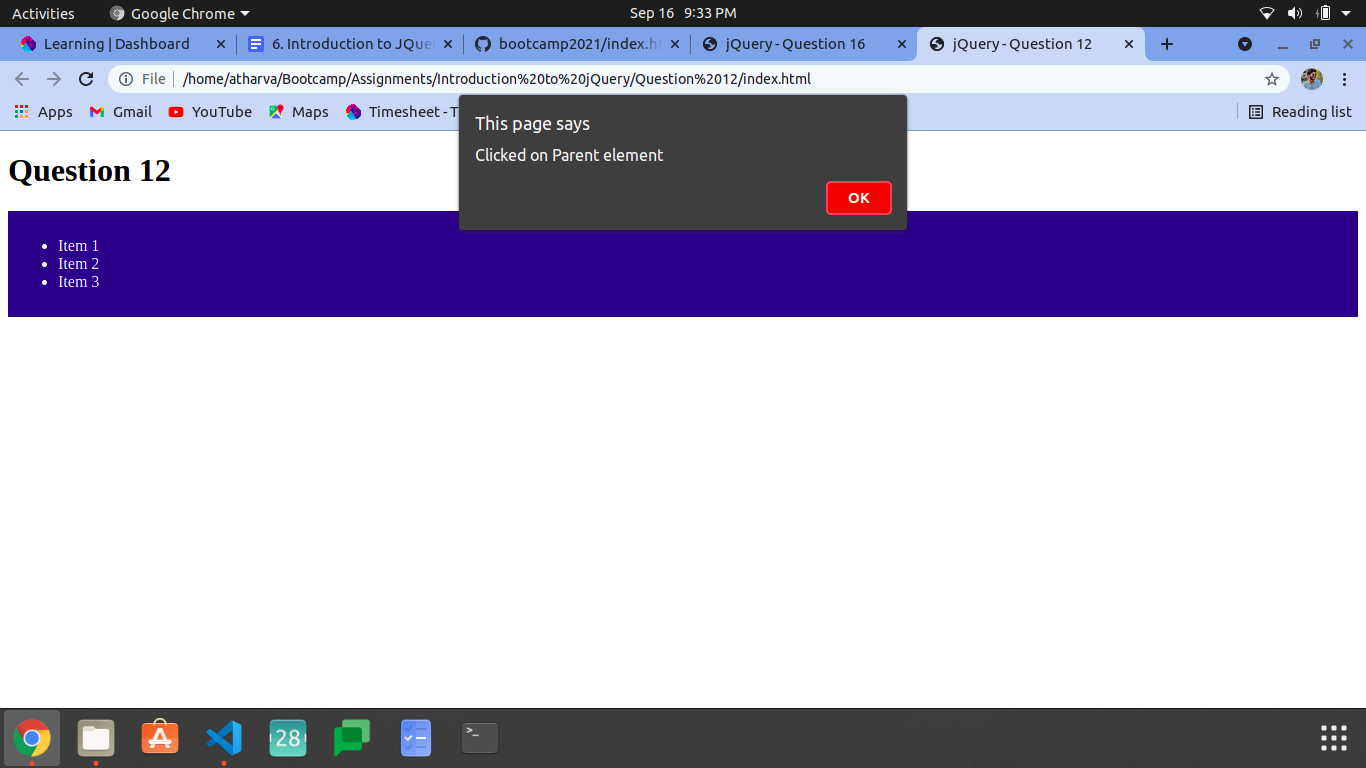 Activities
Google Chrome
Sep 16 9:33 PM
Learning | Dashboard
6. Introduction to JQue
bootcamp2021/index.ht
jQuery - Question 16
jQuery - Question 12
File
/home/atharva/Bootcamp/Assignments/Introduction%20to%20jQuery/Question%2012/index.html
Apps
Gmail
YouTube
Maps
Timesheet - T
Reading list
This page says
Clicked on Parent element
OK
Question 12
Item 1
Item 2
Item 3
28